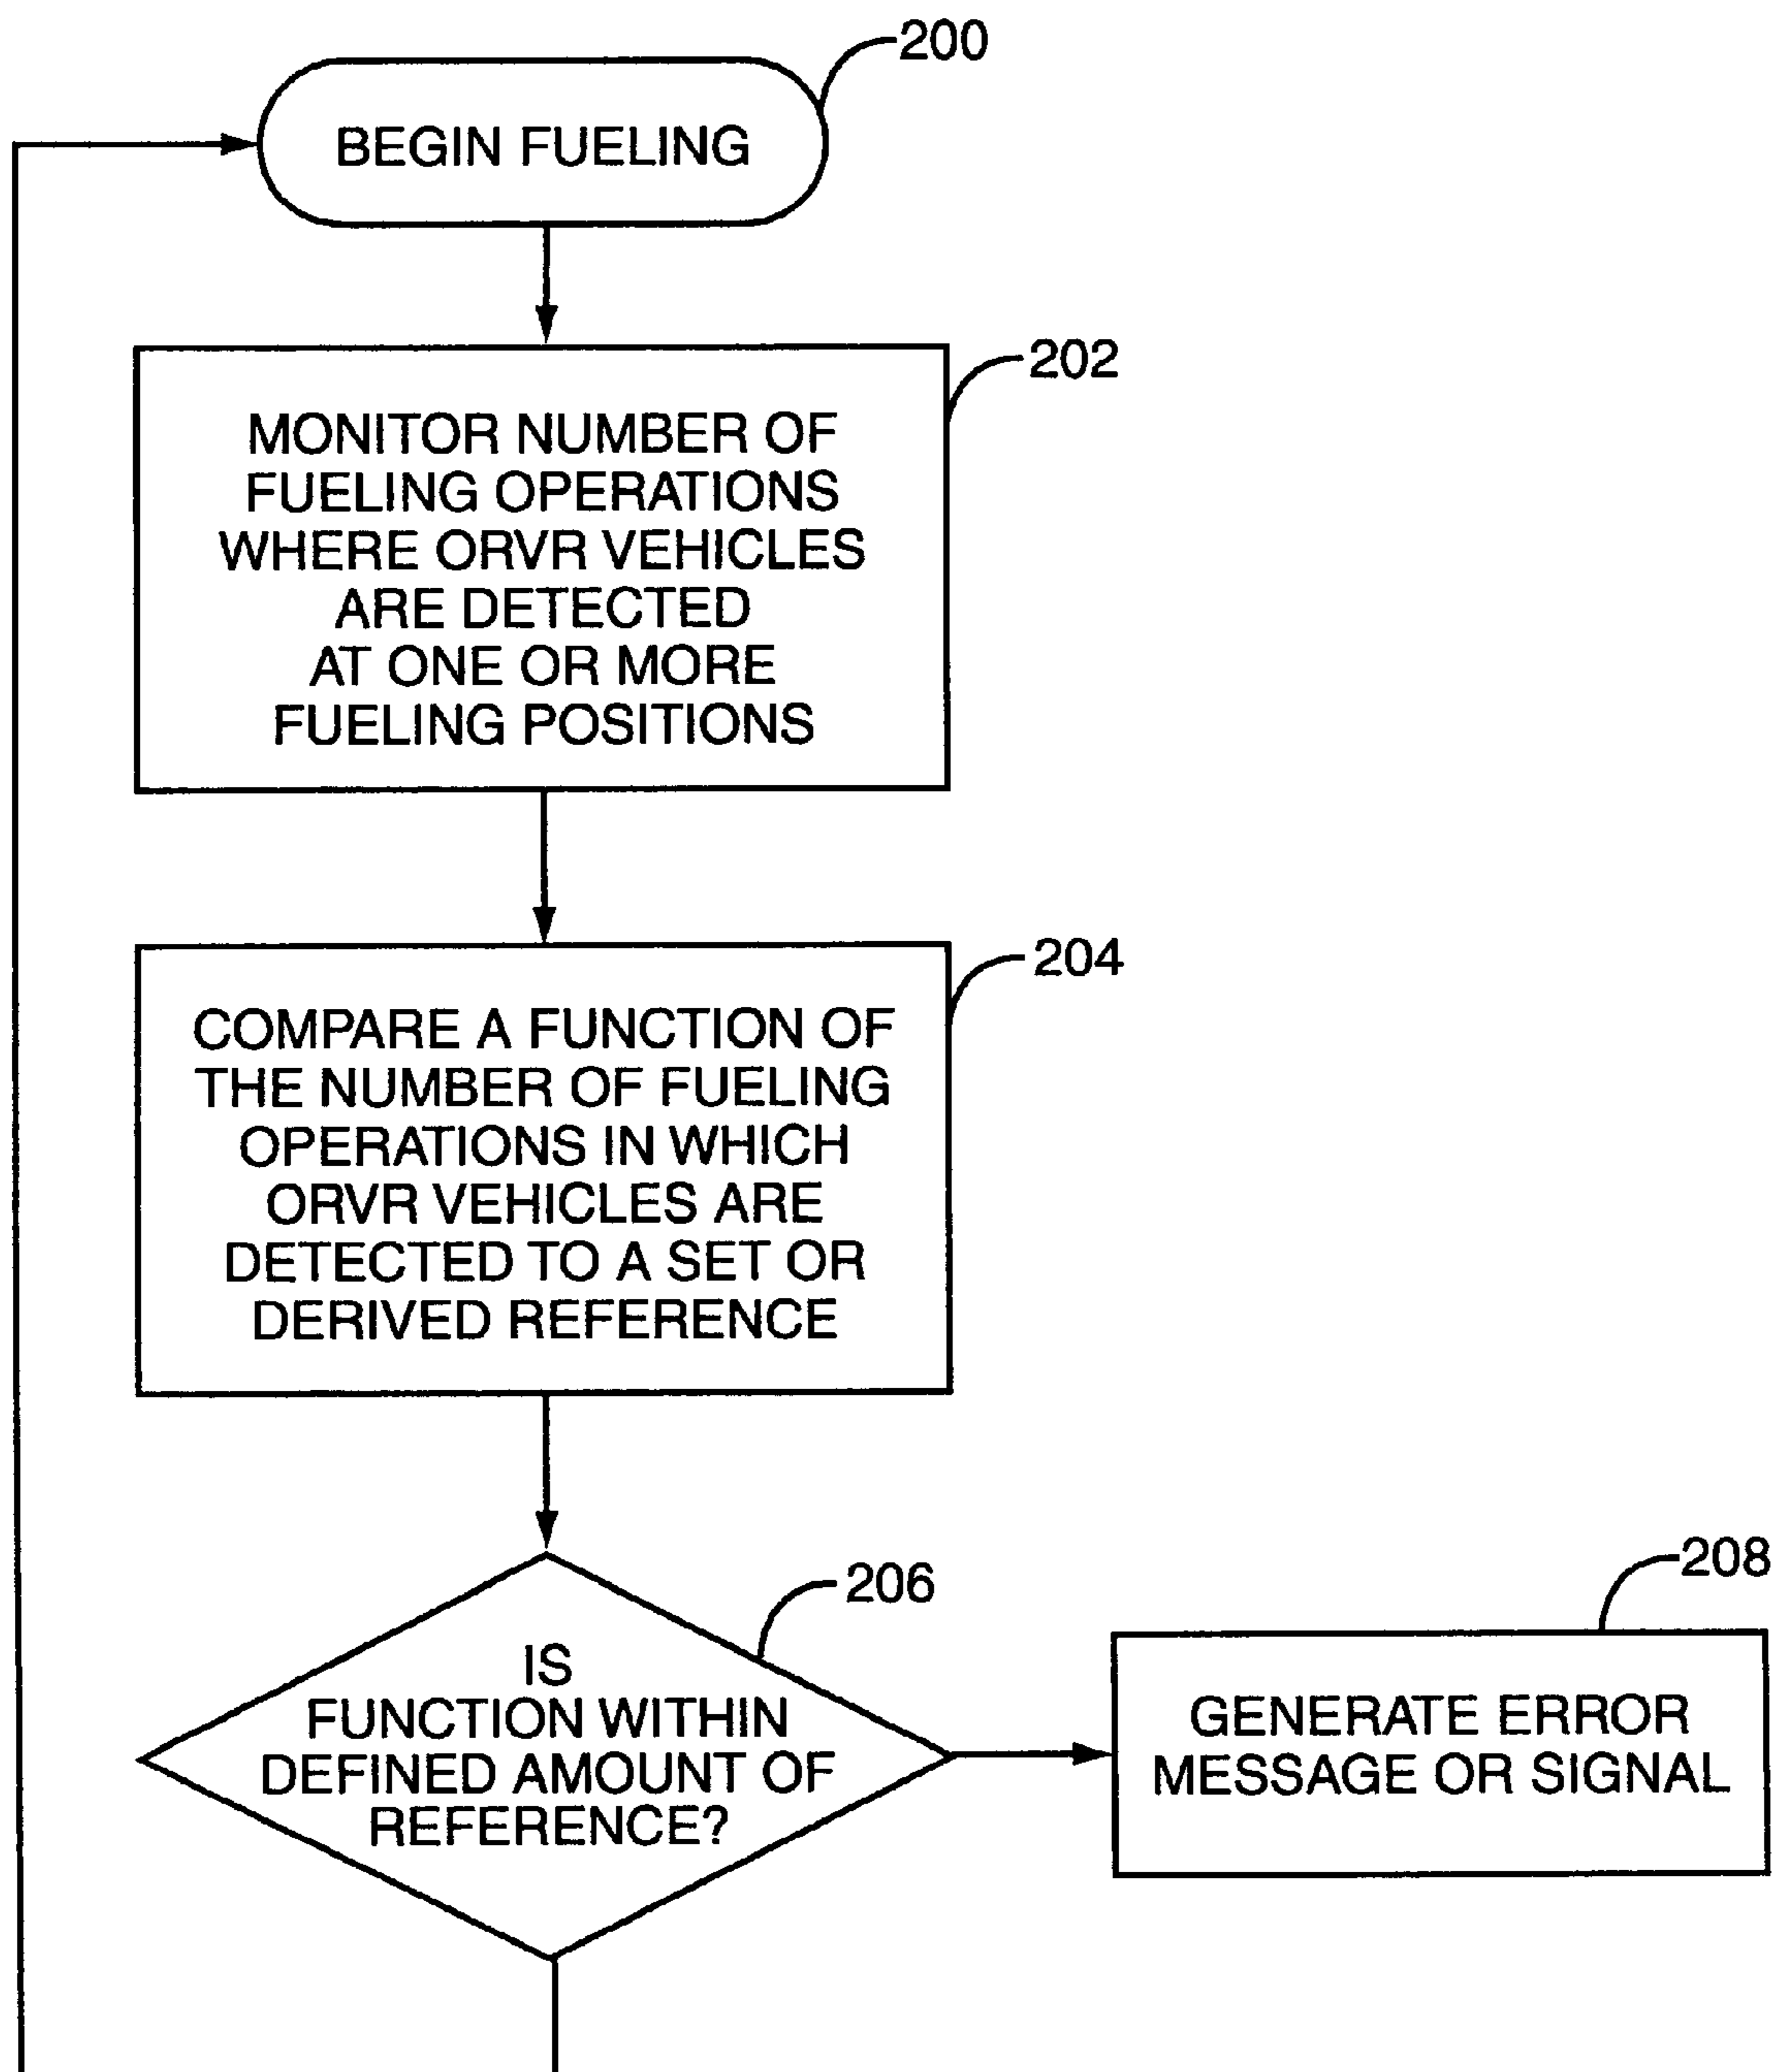 200
BEGIN FUELING
202
MONITOR NUMBER OF
FUELING OPERATIONS
WHERE ORVR VEHICLES
ARE DETECTED
AT ONE OR MORE
FUELING POSITIONS
204
COMPARE A FUNCTION OF
THE NUMBER OF FUELING
OPERATIONS IN WHICH
ORVR VEHICLES ARE
DETECTED TO A SET OR
DERIVED REFERENCE
206
IS
FUNCTION WITHIN
DEFINED AMOUNT OF
REFERENCE?
208
GENERATE ERROR
MESSAGE OR SIGNAL